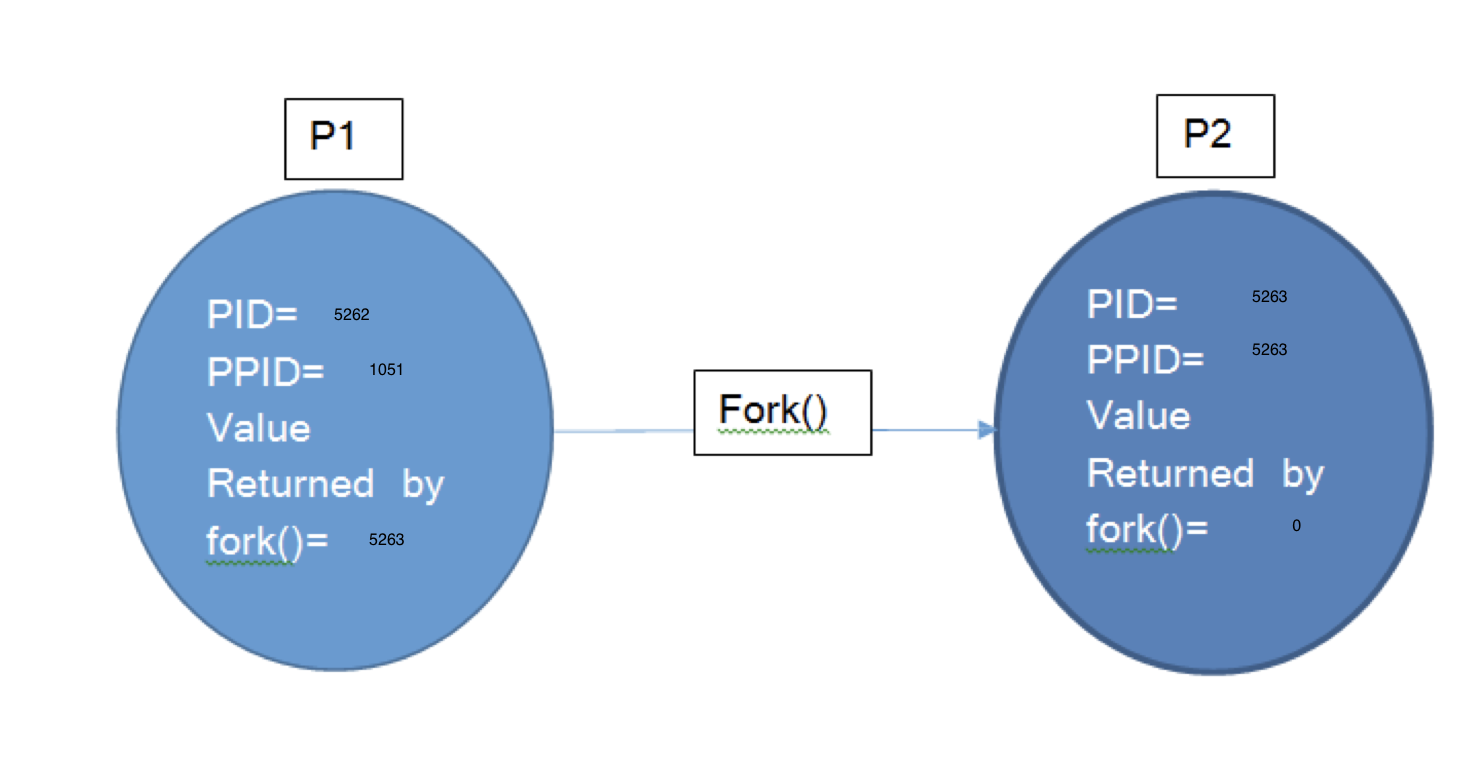 P1
PID= 5262
PPID= 1051
Value
Returned by
fork()= 5263
Fork()
P2
PID= 5263
PPID= 5263
Value
Returned by
fork()= 0